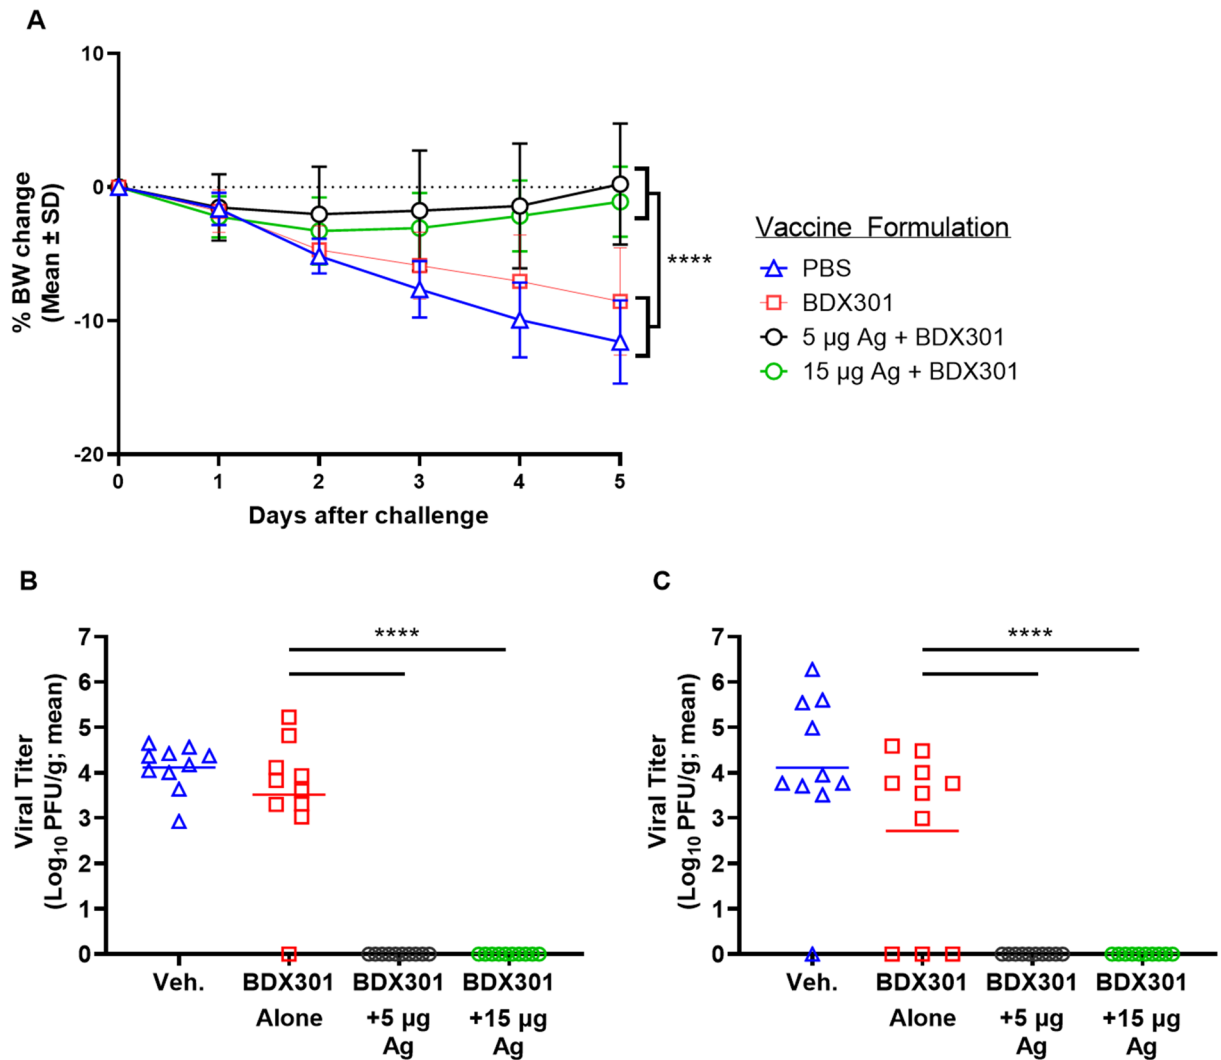 A
10
0
-10
-20
% BW change
(Mean ± SD)
0 1 2 3 4 5
Days after challenge
****
Vaccine Formulation
PBS
BDX301
5 µg Ag + BDX301
15 µg Ag + BDX301
B
7
6
5
4
3
2
1
0
Viral Titer
(Log10 PFU/g; mean)
****
Veh. BDX301 BDX301 BDX301
Alone +5 µg +15 µg
Ag Ag
C
7
6
5
4
3
2
1
0
Viral Titer
(Log10 PFU/g; mean)
****
Veh. BDX301 BDX301 BDX301
Alone +5 µg +15 µg
Ag Ag